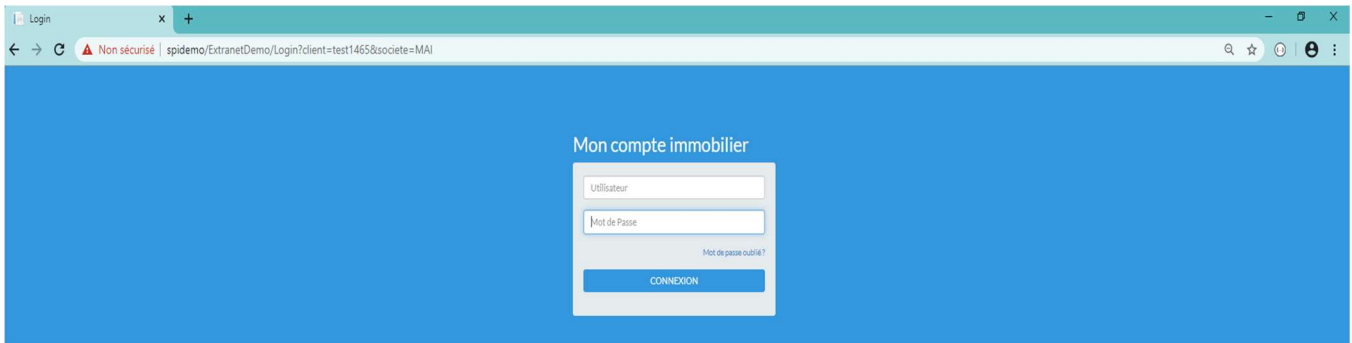 Login
Non sécurisé spidemo/ExtranetDemo/Login?client=test1465&societe=MAI
Mon compte immobilier
Utilisateur
Mot de Passe
Mot de passe oublié ?
CONNEXION